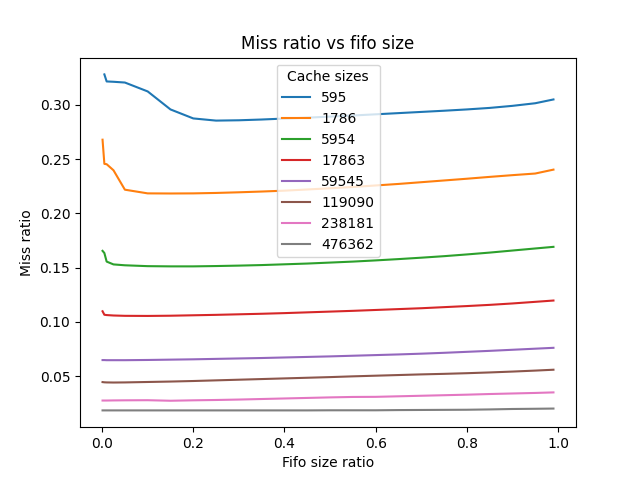 Miss ratio vs fifo size
Cache sizes
595
1786
5954
17863
59545
119090
238181
476362
0.30
0.25
0.20
0.15
0.10
0.05
Miss ratio
0.0 0.2 0.4 0.6 0.8 1.0
Fifo size ratio